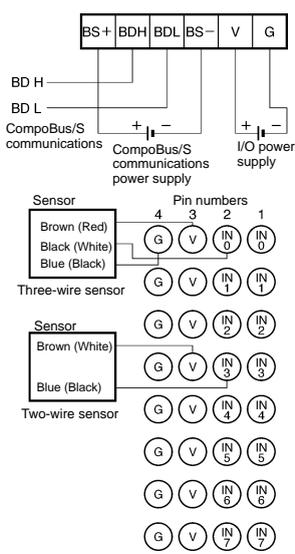 BS+ BDH BDL BS− V G
BD H
BD L
CompoBus/S
communications
+ −
CompoBus/S
communications
power supply
+ −
I/O power
supply
Sensor
Pin numbers
4 3 2 1
Brown (Red)
Black (White)
Blue (Black)
G V IN 0 IN 0
Three-wire sensor
G V IN 1 IN 1
G V IN 2 IN 2
Sensor
Brown (White)
G V IN 3 IN 3
Blue (Black)
Two-wire sensor
G V IN 4 IN 4
G V IN 5 IN 5
G V IN 6 IN 6
G V IN 7 IN 7